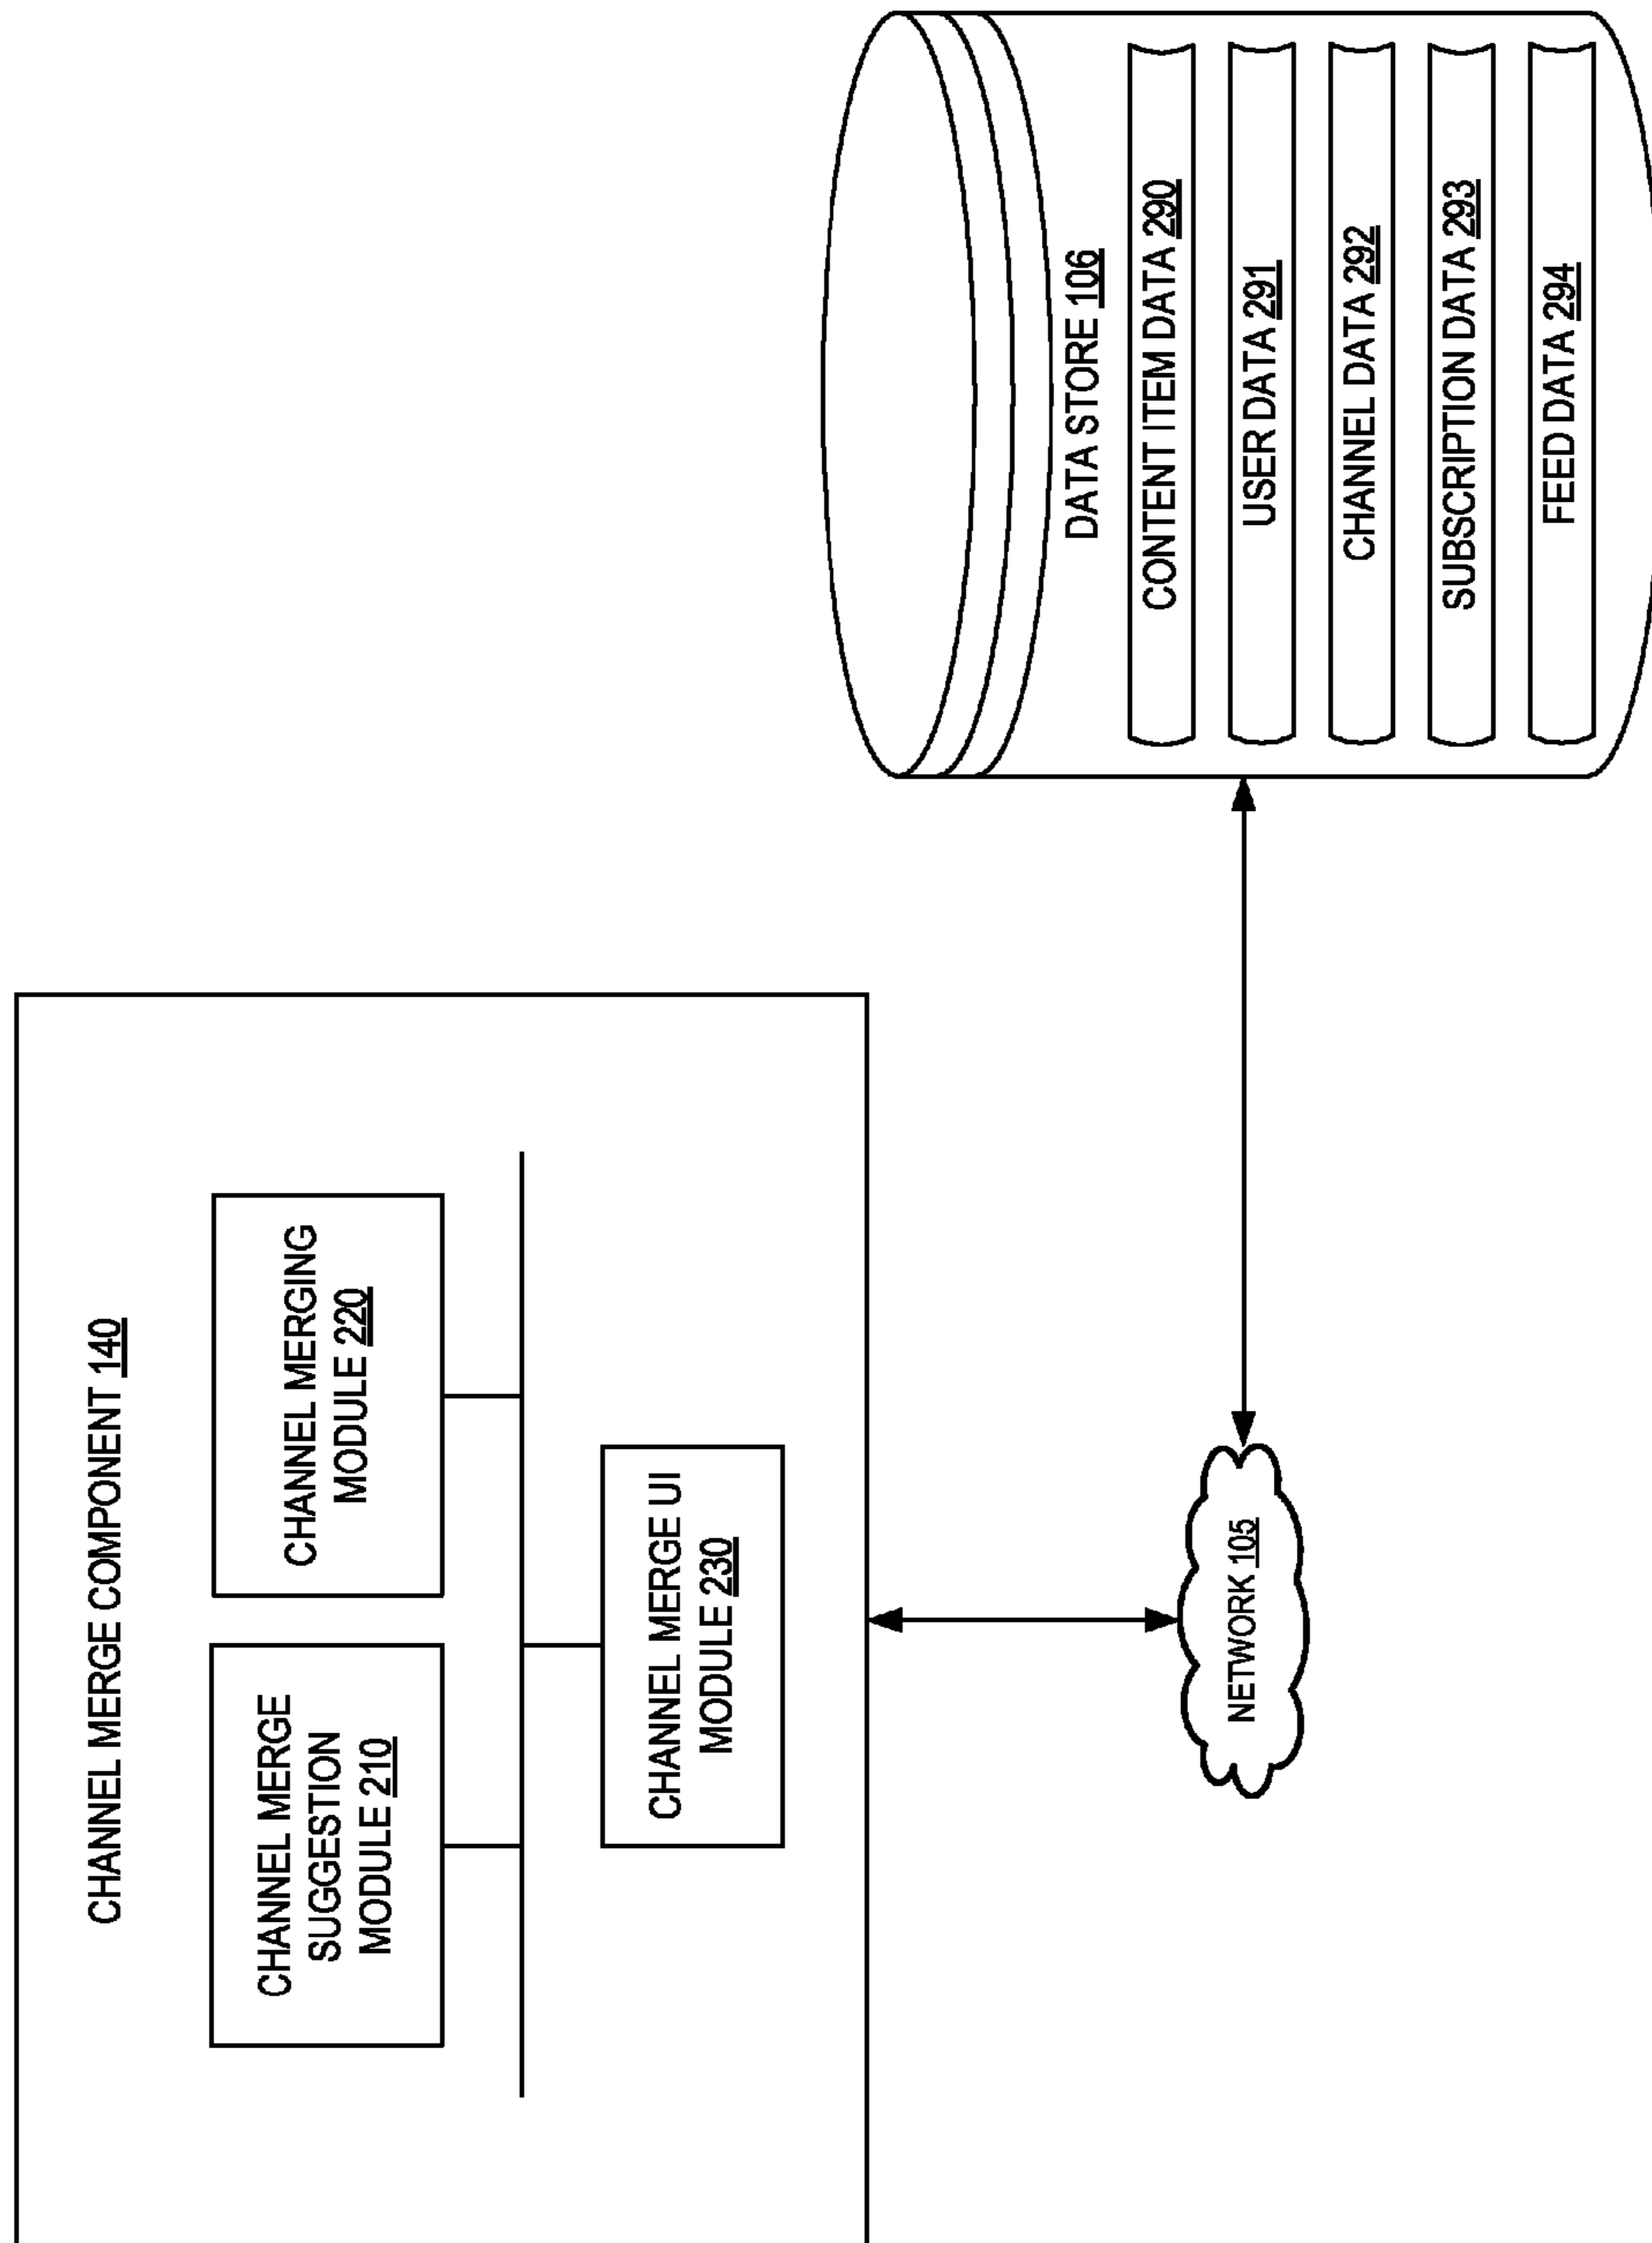 CHANNEL MERGE COMPONENT 140
CHANNEL MERGE
SUGGESTION
MODULE 210
CHANNEL MERGING
MODULE 220
CHANNEL MERGE UI
MODULE 230
NETWORK 105
DATA STORE 106
CONTENT ITEM DATA 290
USER DATA 291
CHANNEL DATA 292
SUBSCRIPTION DATA 293
FEED DATA 294